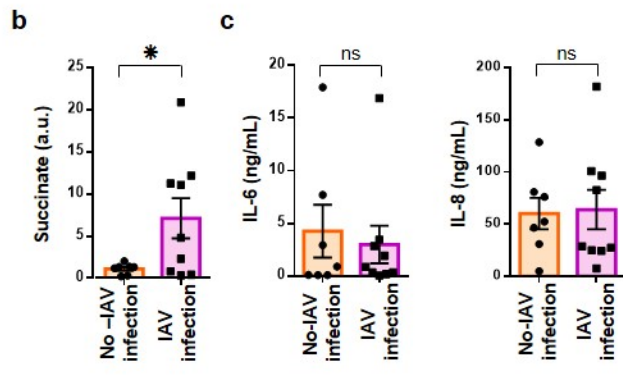 b
Succinate (a.u.)
25
20
15
10
5
0
*
No –IAV
infection
IAV
infection
c
IL-6 (ng/mL)
20
15
10
5
0
ns
No-IAV
infection
IAV
infection
IL-8 (ng/mL)
200
150
100
50
0
ns
No-IAV
infection
IAV
infection